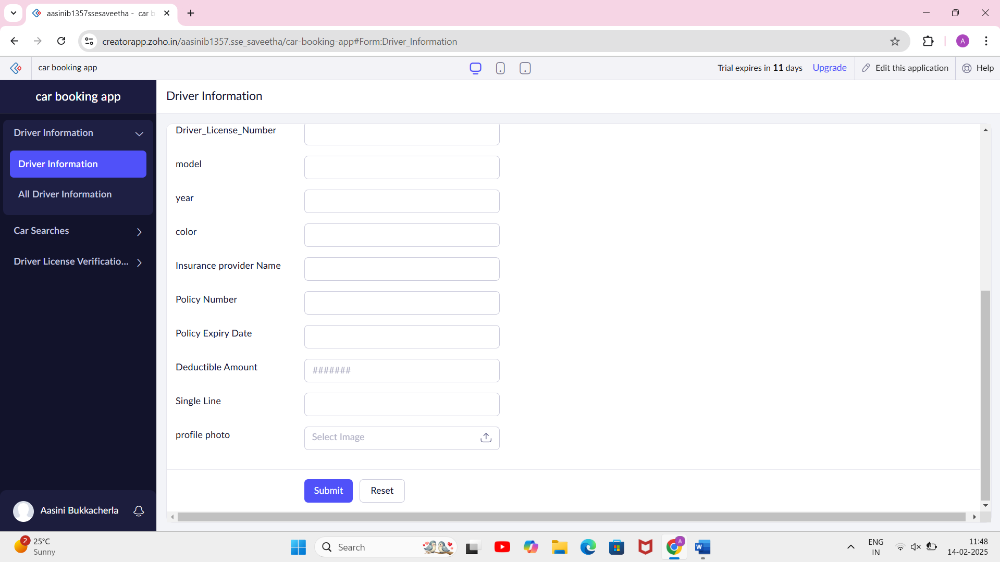 aasinib1357ssesaveetha - car b
creatorapp.zoho.in/aasinib1357.sse_saveetha/car-booking-app#Form:Driver_Information
A
car booking app
Trial expires in 11 days
Upgrade
Edit this application
Help
car booking app
Driver Information
Driver Information
Driver Information
All Driver Information
Car Searches
Driver License Verificatio...
Driver_License_Number
model
year
color
Insurance provider Name
Policy Number
Policy Expiry Date
Deductible Amount
#######
Single Line
profile photo
Select Image
Submit
Reset
Aasini Bukkacherla
2
25°C
Sunny
Search
A
W
ENG
IN
11:48
14-02-2025